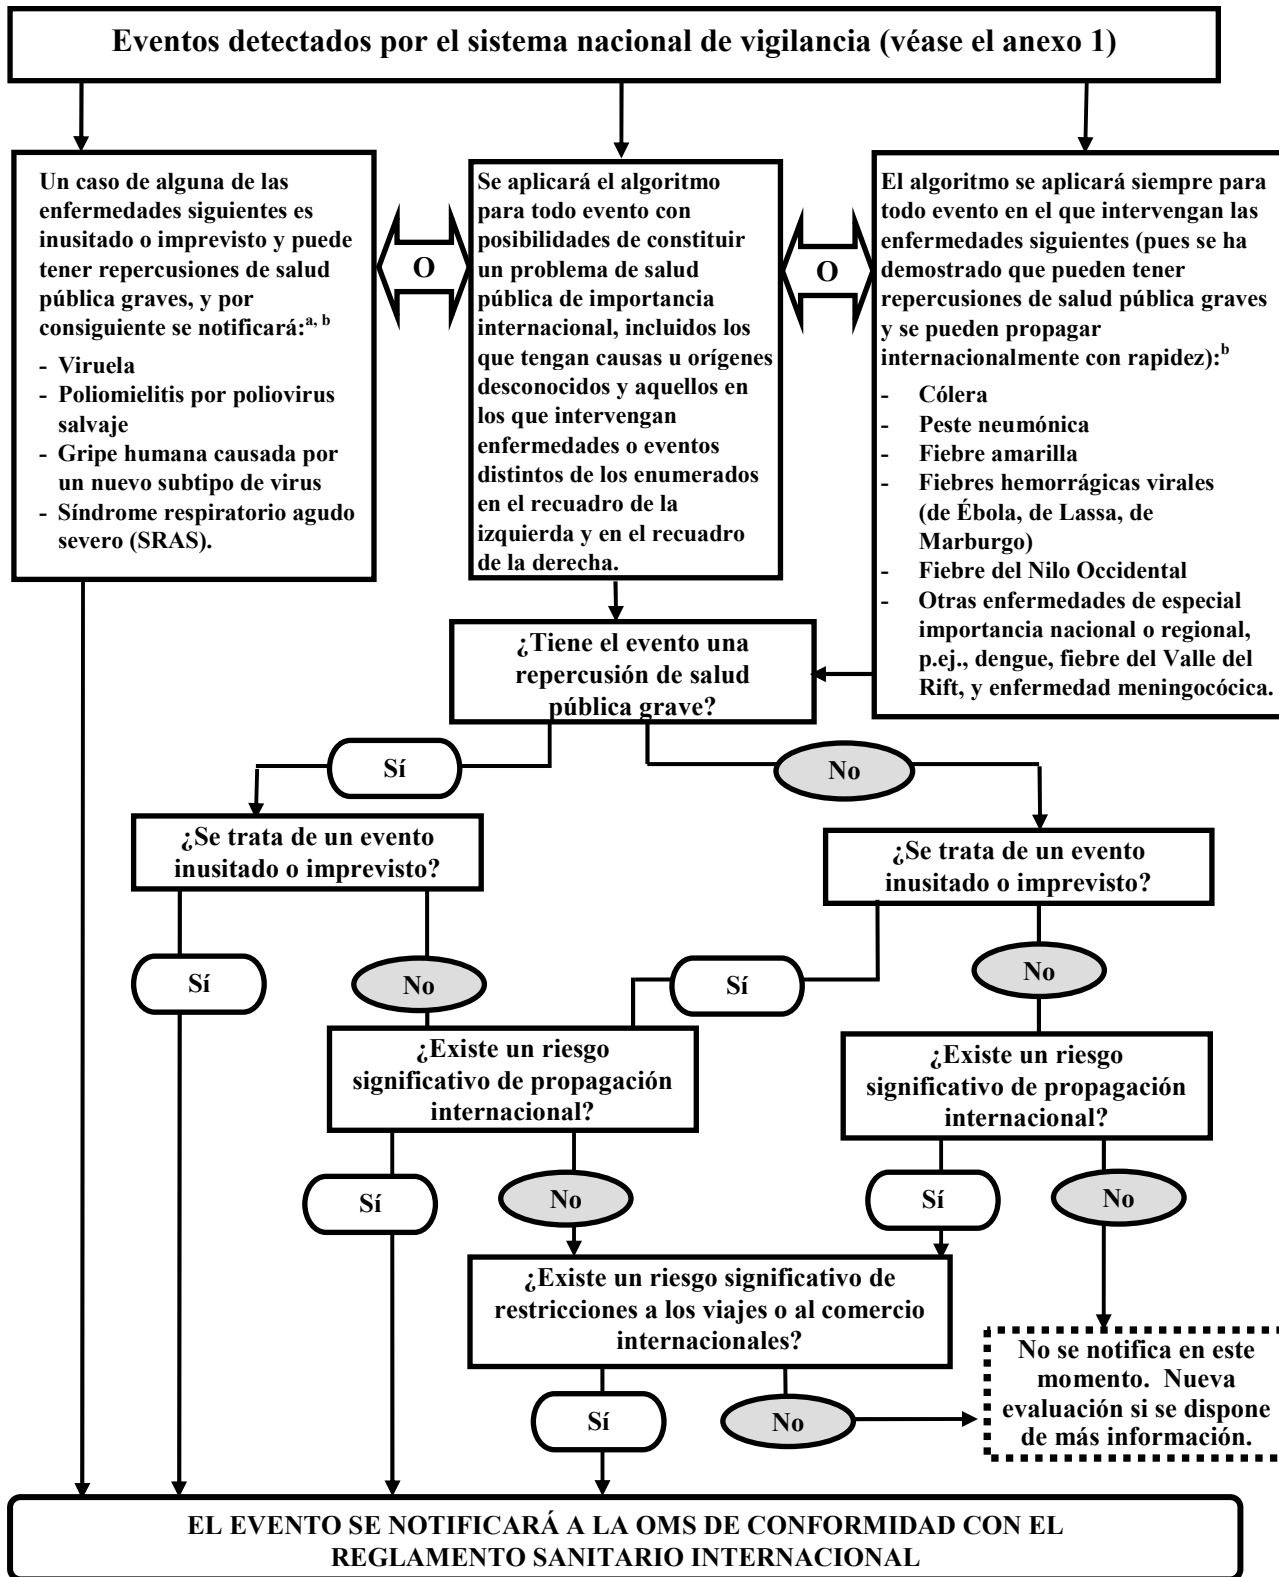 Eventos detectados por el sistema nacional de vigilancia (véase el anexo 1)
Un caso de alguna de las
enfermedades siguientes es
inusitado o imprevisto y puede
tener repercusiones de salud
pública graves, y por
consiguiente se notificará:a, b
- Viruela
- Poliomielitis por poliovirus
salvaje
- Gripe humana causada por
un nuevo subtipo de virus
- Síndrome respiratorio agudo
severo (SRAS).
O
Se aplicará el algoritmo
para todo evento con
posibilidades de constituir
un problema de salud
pública de importancia
internacional, incluidos los
que tengan causas u orígenes
desconocidos y aquellos en
los que intervengan
enfermedades o eventos
distintos de los enumerados
en el recuadro de la
izquierda y en el recuadro
de la derecha.
O
El algoritmo se aplicará siempre para
todo evento en el que intervengan las
enfermedades siguientes (pues se ha
demostrado que pueden tener
repercusiones de salud pública graves
y se pueden propagar
internacionalmente con rapidez):b
- Cólera
- Peste neumónica
- Fiebre amarilla
- Fiebres hemorrágicas virales
(de Ébola, de Lassa, de
Marburgo)
- Fiebre del Nilo Occidental
- Otras enfermedades de especial
importancia nacional o regional,
p.ej., dengue, fiebre del Valle del
Rift, y enfermedad meningocócica.
¿Tiene el evento una
repercusión de salud
pública grave?
Sí
No
¿Se trata de un evento
inusitado o imprevisto?
¿Se trata de un evento
inusitado o imprevisto?
Sí
No
Sí
No
¿Existe un riesgo
significativo de propagación
internacional?
¿Existe un riesgo
significativo de propagación
internacional?
Sí
No
Sí
No
¿Existe un riesgo significativo de
restricciones a los viajes o al comercio
internacionales?
No se notifica en este
momento. Nueva
evaluación si se dispone
de más información.
Sí
No
EL EVENTO SE NOTIFICARÁ A LA OMS DE CONFORMIDAD CON EL
REGLAMENTO SANITARIO INTERNACIONAL